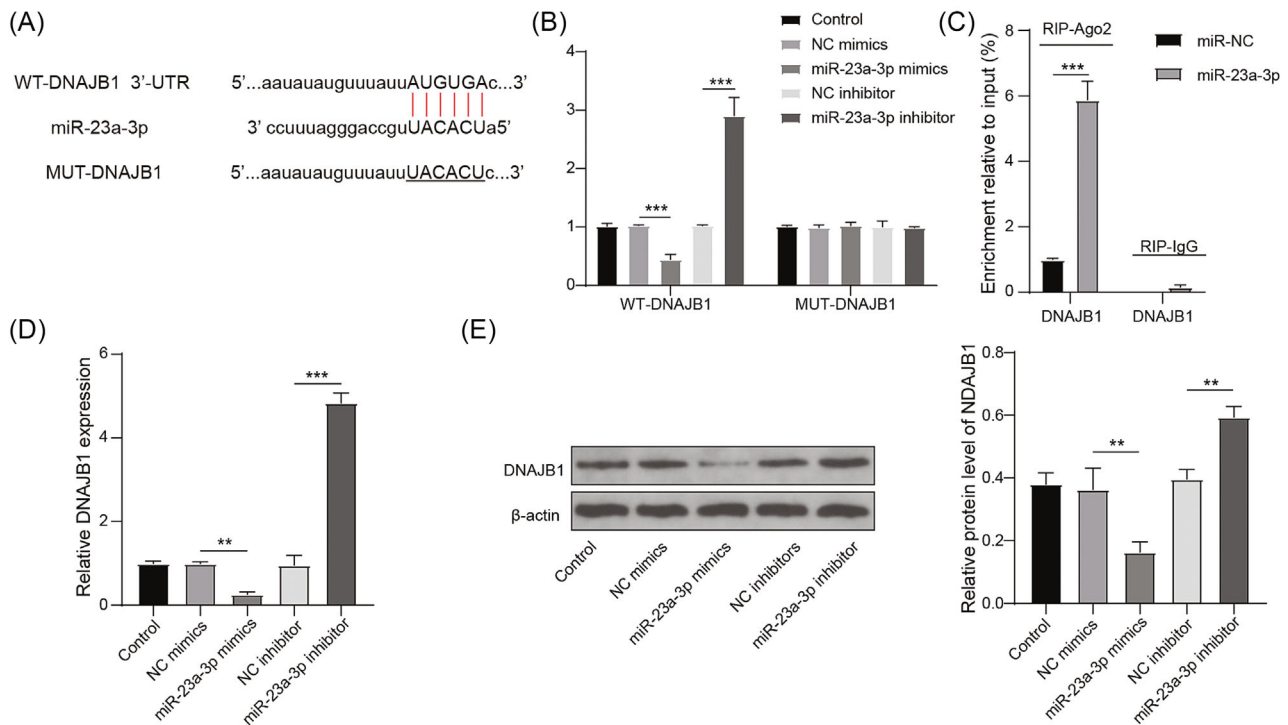 (A)
WT-DNAJB1 3'-UTR 5'...aauauauguuuauuAUGUGAc...3'
miR-23a-3p 3' ccuuuagggaccguUACACUa5'
MUT-DNAJB1 5'...aauauauguuuauuUACACUc...3'
(B)
Control
NC mimics
miR-23a-3p mimics
NC inhibitor
miR-23a-3p inhibitor
4
3
2
1
0
***
***
WT-DNAJB1 MUT-DNAJB1
(C)
RIP-Ago2
miR-NC
miR-23a-3p
***
Enrichment relative to input (%)
8
6
4
2
0
RIP-IgG
DNAJB1 DNAJB1
(D)
Relative DNAJB1 expression
6
4
2
0
**
***
Control
NC mimics
miR-23a-3p mimics
NC inhibitor
miR-23a-3p inhibitor
(E)
DNAJB1
β-actin
Control
NC mimics
miR-23a-3p mimics
NC inhibitors
miR-23a-3p inhibitor
Relative protein level of NDAJB1
0.8
0.6
0.4
0.2
0.0
**
**
Control
NC mimics
miR-23a-3p mimics
NC inhibitor
miR-23a-3p inhibitor